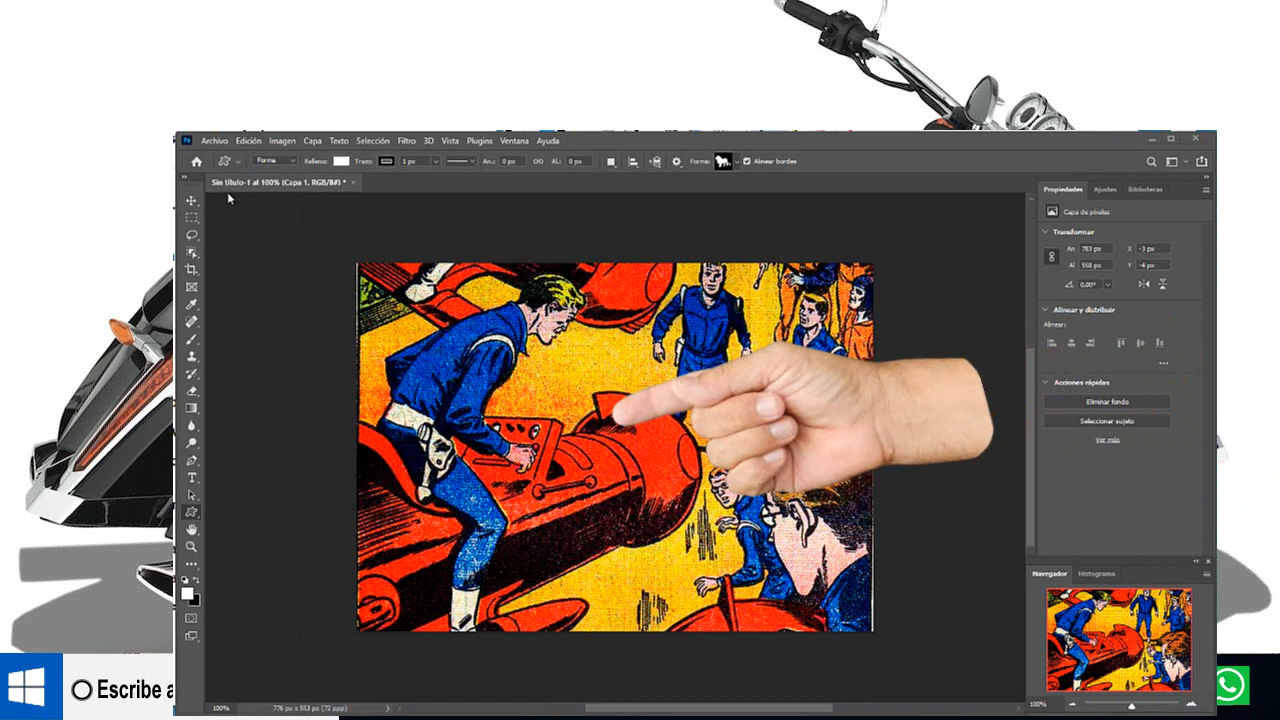 Ps Archivo Edición Imagen Capa Texto Selección Filtro 3D Vista Plugins Ventana Ayuda
Forma Relleno: Trazo: 1 px An.: 0 px AL: 0 px Forma: Alinear bordes
Sin título-1 al 100% (Capa 1, RGB/8#) * ×
Propiedades Ajustes Bibliotecas
Capa de píxeles
Transformar
An 783 px X -3 px
Al 558 px Y -4 px
0,00°
Alinear y distribuir
Alinear:
Acciones rápidas
Eliminar fondo
Seleccionar sujeto
Ver más
Navegador Histograma
100%
100% 776 px x 553 px (72 ppp)
Escribe a